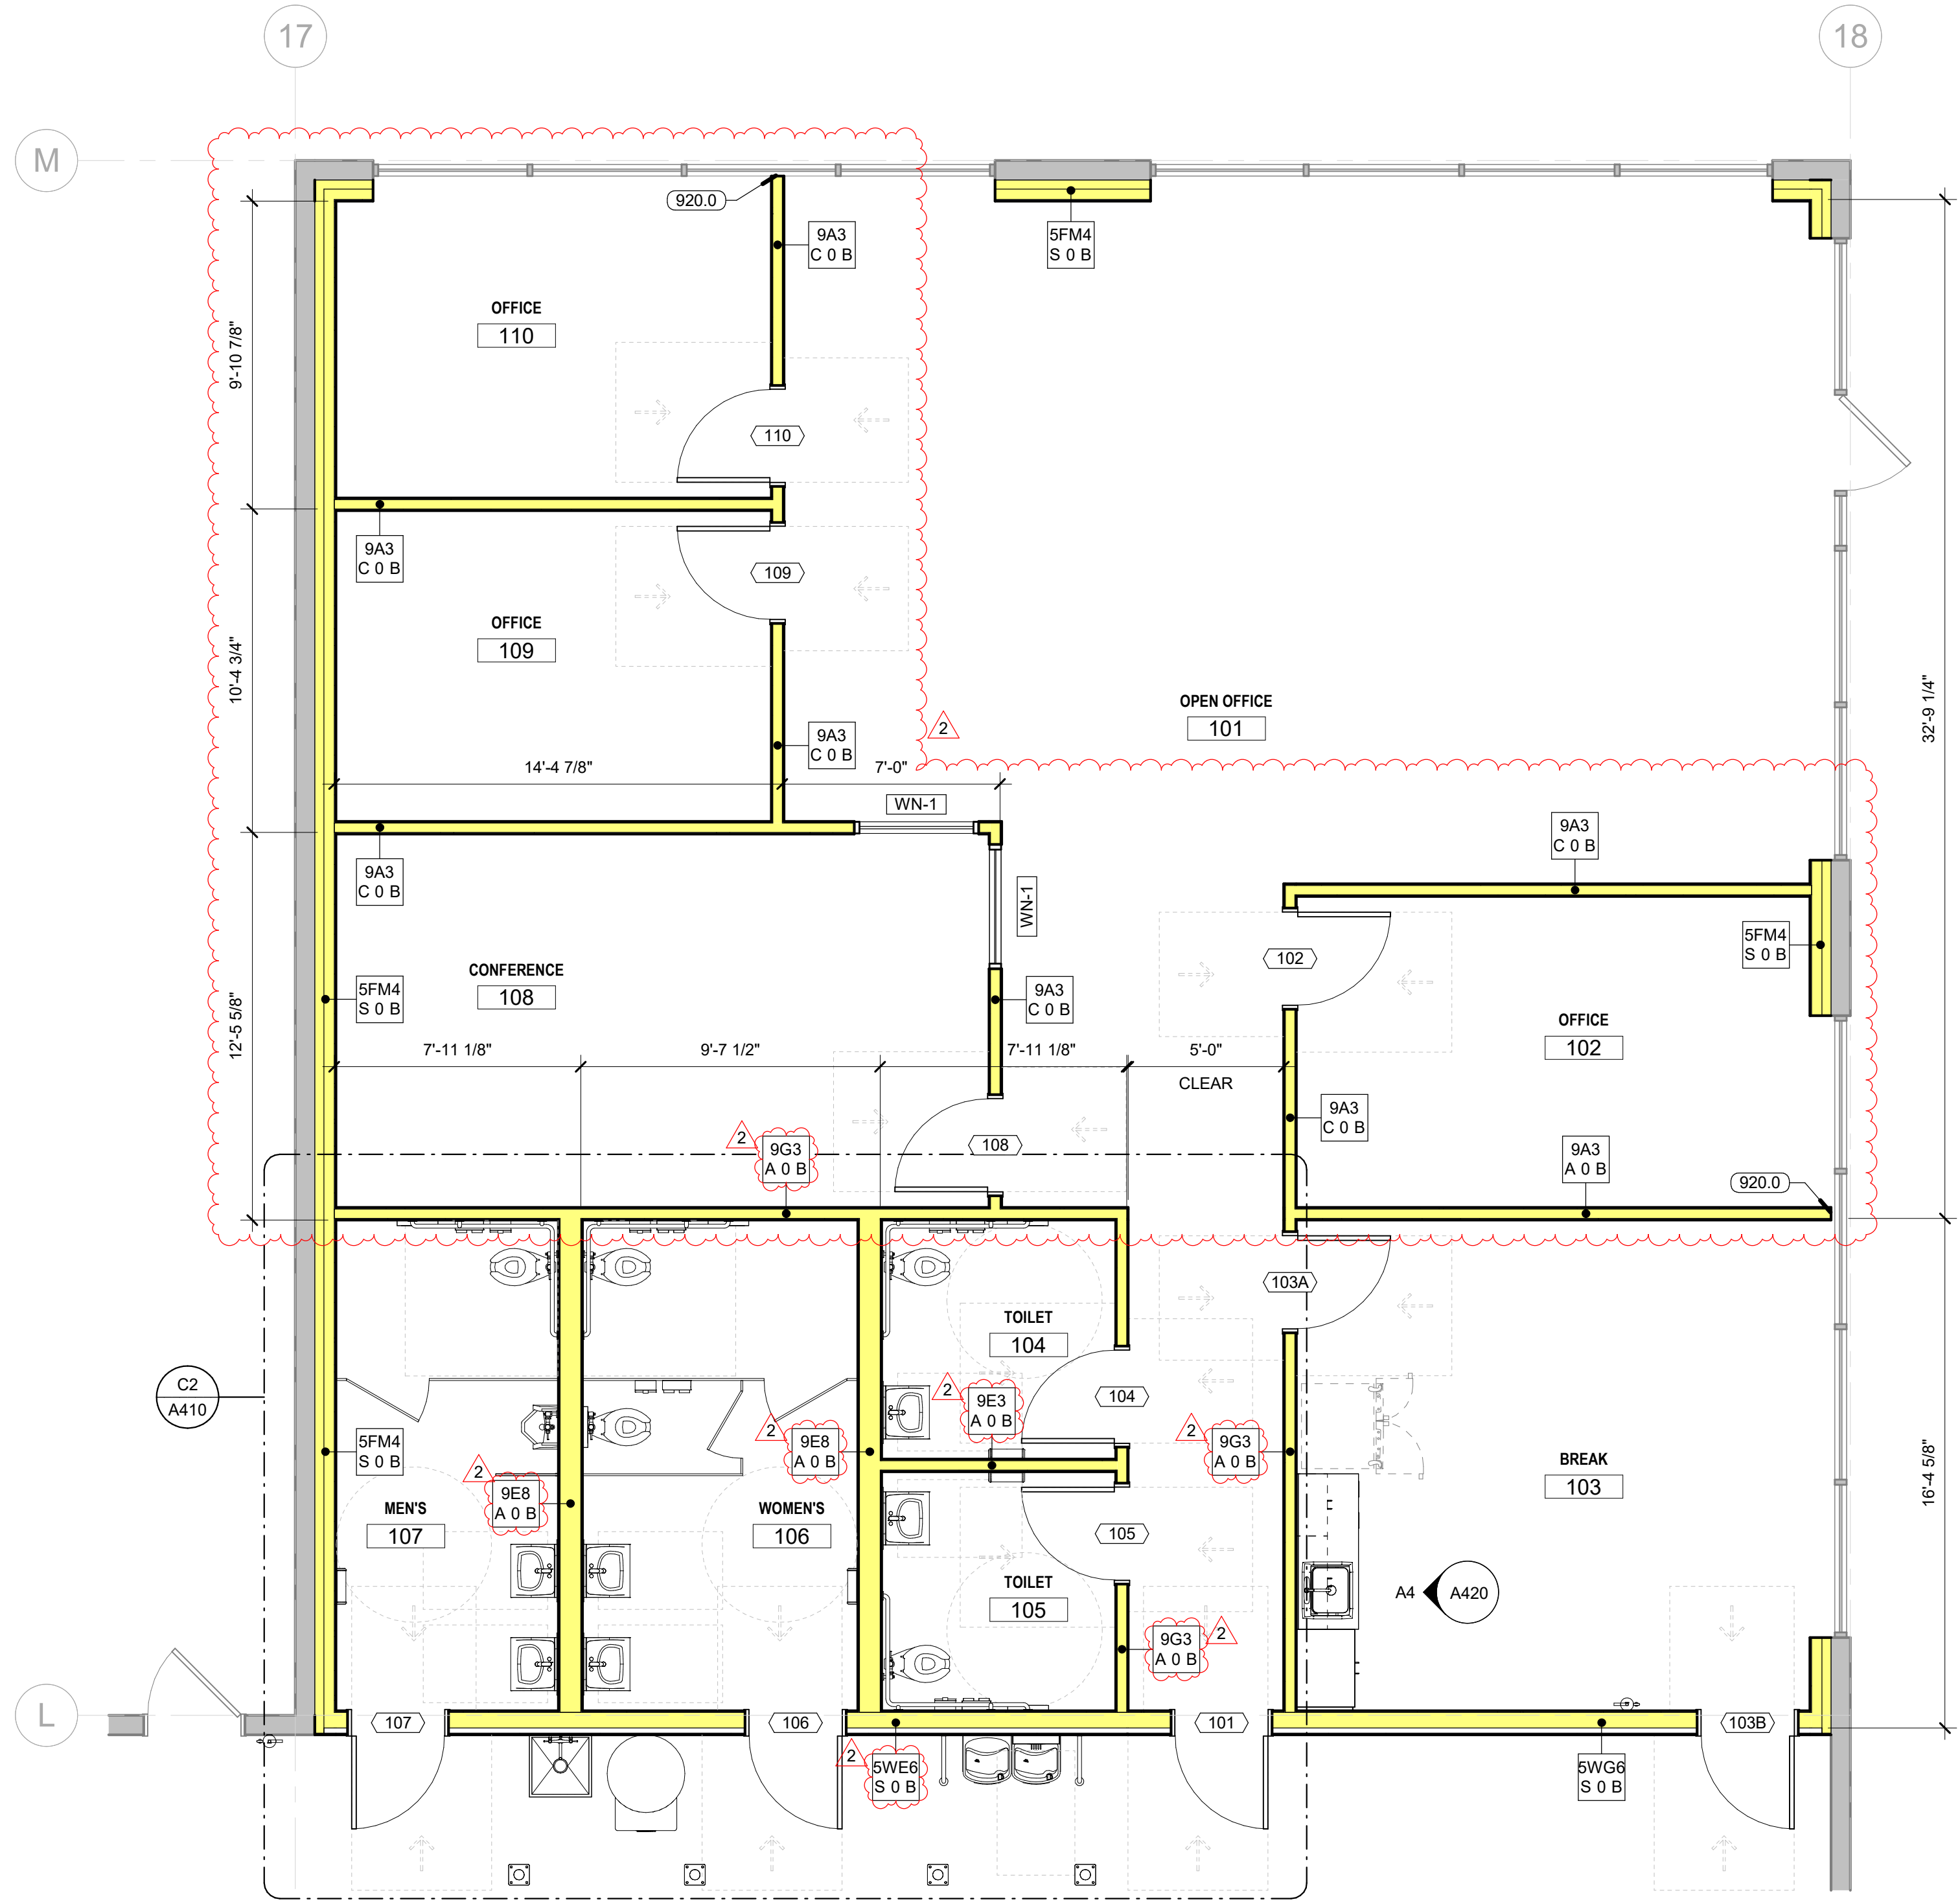 17
18
M
920.0
9A3
C 0 B
5FM4
S 0 B
OFFICE
110
9'-10 7/8"
110
9A3
C 0 B
109
OFFICE
109
10'-4 3/4"
OPEN OFFICE
101
32'-9 1/4"
2
9A3
C 0 B
14'-4 7/8"
7'-0"
WN-1
9A3
C 0 B
9A3
C 0 B
WN-1
5FM4
S 0 B
102
CONFERENCE
108
5FM4
S 0 B
9A3
C 0 B
OFFICE
102
12'-5 5/8"
7'-11 1/8"
9'-7 1/2"
7'-11 1/8"
5'-0"
CLEAR
9A3
C 0 B
2
9G3
A 0 B
108
9A3
A 0 B
920.0
103A
TOILET
104
C2
A410
2
9E3
A 0 B
104
5FM4
S 0 B
2
9E8
A 0 B
2
9G3
A 0 B
2
9E8
A 0 B
BREAK
103
16'-4 5/8"
MEN'S
107
WOMEN'S
106
105
TOILET
105
A4
A420
9G3
A 0 B
2
L
107
106
101
103B
2
5WE6
S 0 B
5WG6
S 0 B